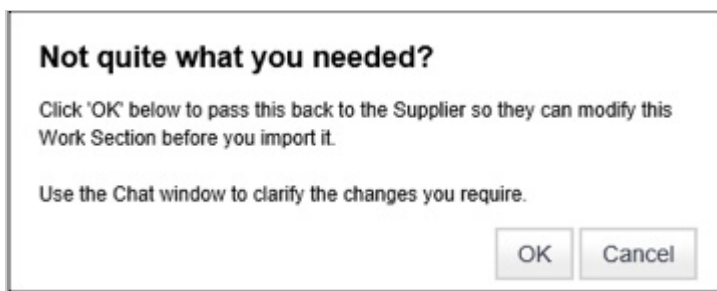 Not quite what you needed?
Click 'OK' below to pass this back to the Supplier so they can modify this
Work Section before you import it.
Use the Chat window to clarify the changes you require.
OK Cancel